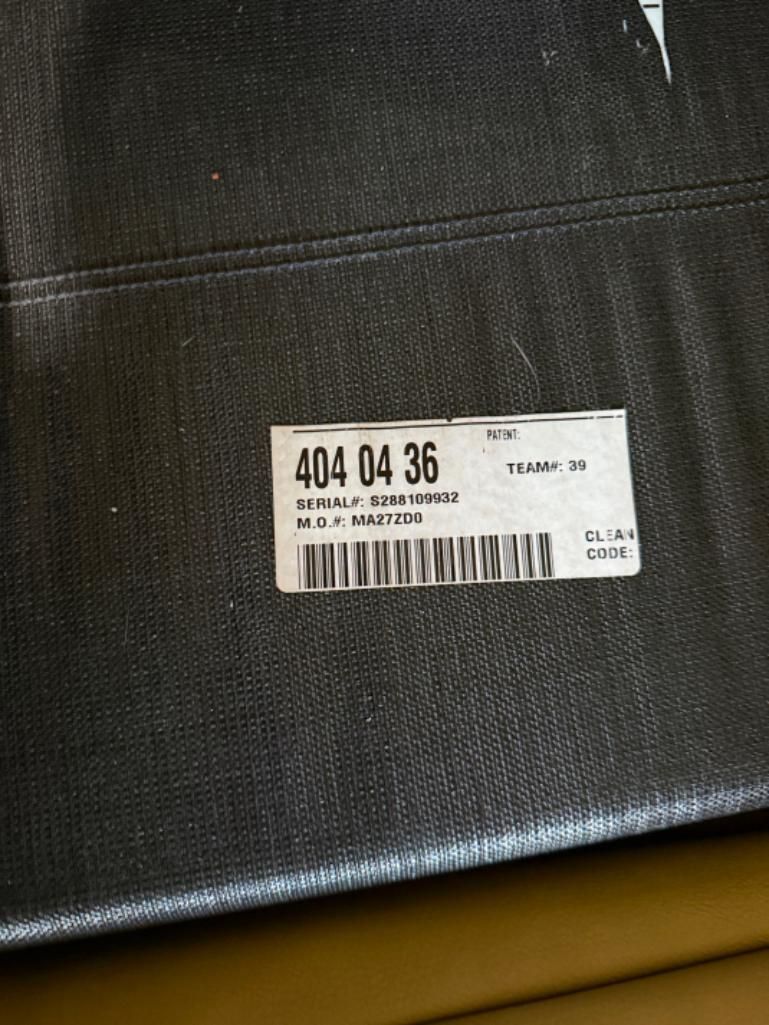 PATENT:
404 04 36
TEAM#: 39
SERIAL#: S288109932
M.O.#: MA27ZD0
CLEAN
CODE: